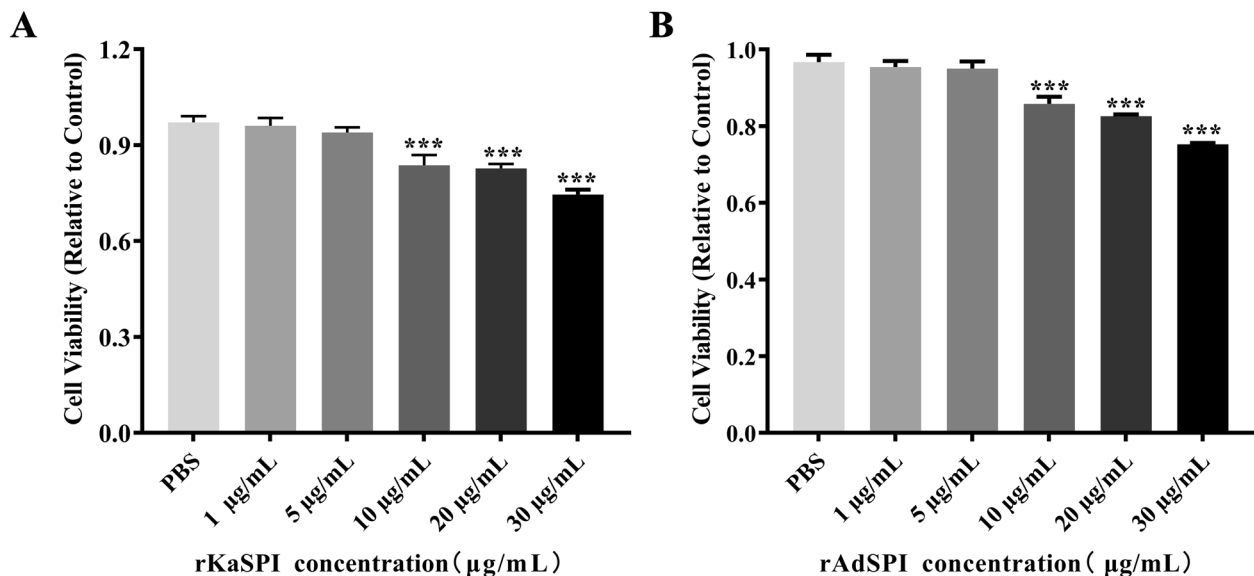 A
Cell Viability (Relative to Control)
1.2
0.9
0.6
0.3
0.0
***
***
***
PBS
1 μg/mL
5 μg/mL
10 μg/mL
20 μg/mL
30 μg/mL
rKaSPI concentration(μg/mL)
B
Cell Viability (Relative to Control)
1.0
0.8
0.6
0.4
0.2
0.0
***
***
***
PBS
1 μg/mL
5 μg/mL
10 μg/mL
20 μg/mL
30 μg/mL
rAdSPI concentration( μg/mL)